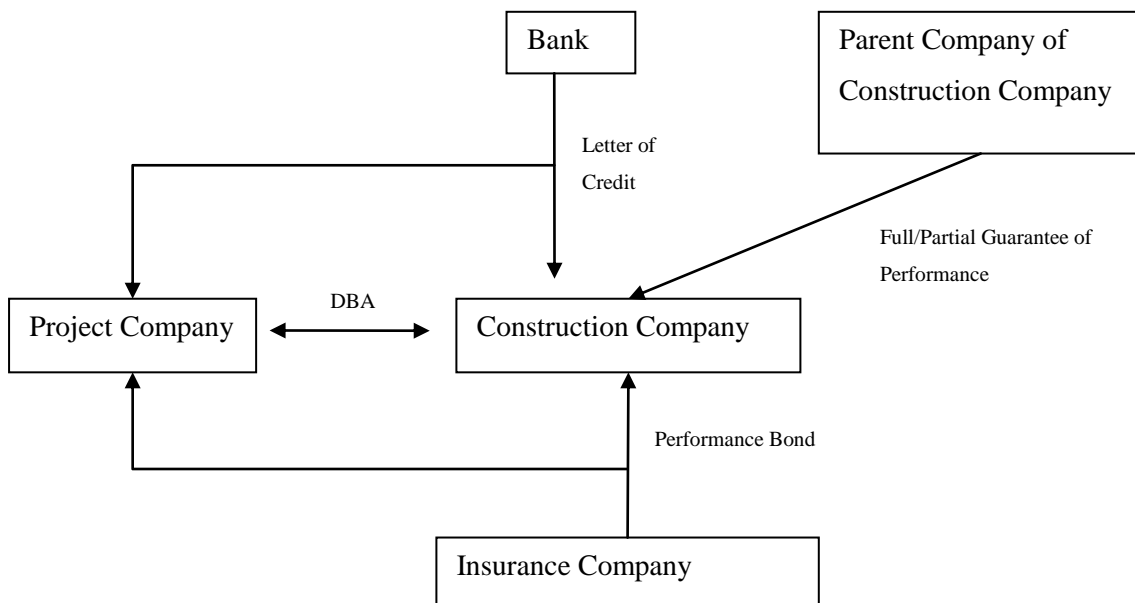 Bank
Parent Company of
Construction Company
Letter of
Credit
Full/Partial Guarantee of
Performance
DBA
Project Company
Construction Company
Performance Bond
Insurance Company